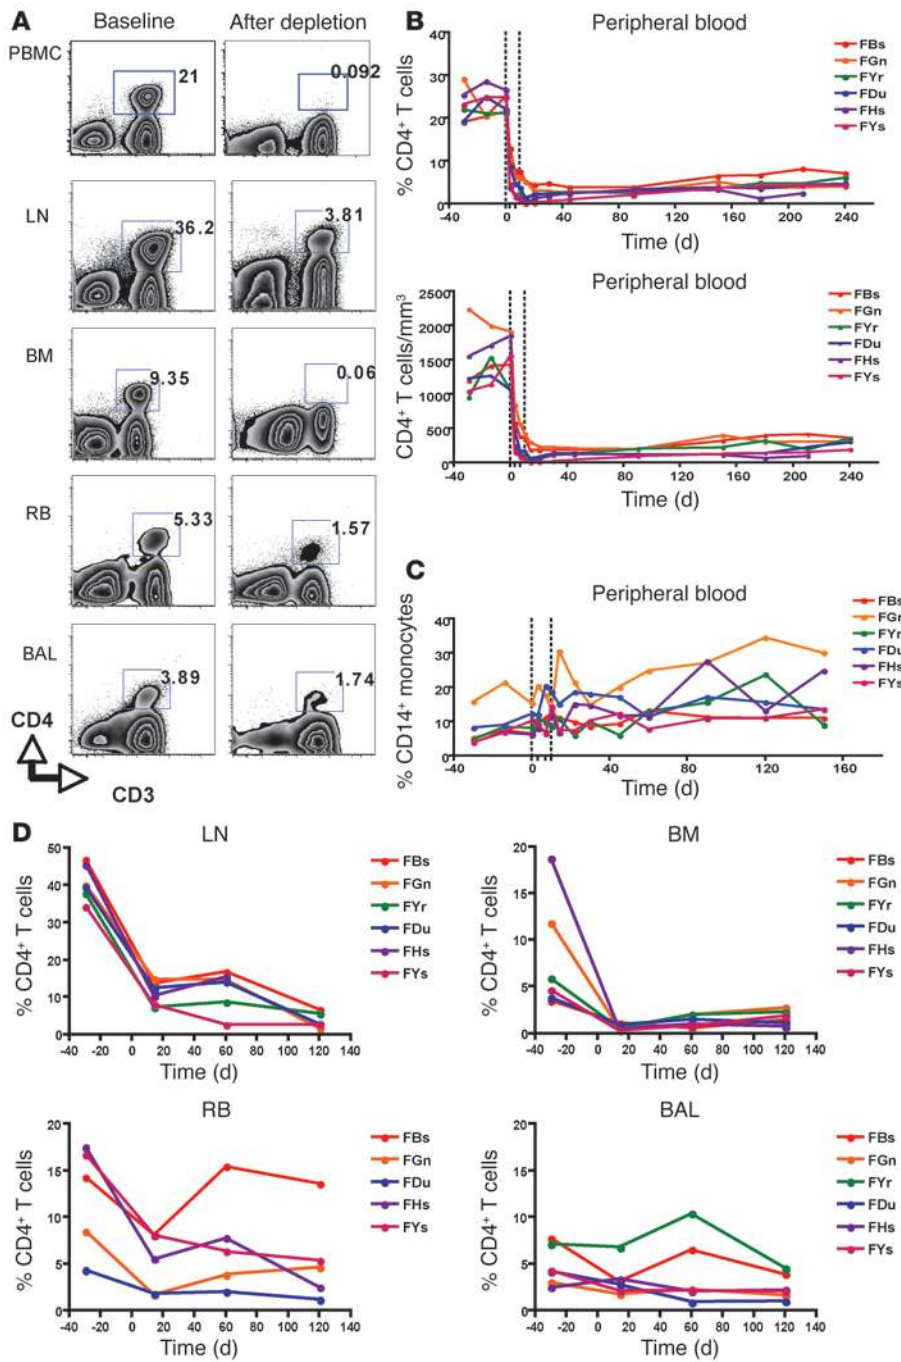 A Baseline After depletion
PBMC 21 0.092
LN 36.2 3.81
BM 9.35 0.06
RB 5.33 1.57
BAL 3.89 1.74
CD4
CD3
B Peripheral blood
% CD4⁺ T cells
40
30
20
10
0
-40 0 40 80 120 160 200 240
Time (d)
FBs
FGn
FYr
FDu
FHs
FYs
Peripheral blood
CD4⁺ T cells/mm³
2500
2000
1500
1000
500
0
-40 0 40 80 120 160 200 240
Time (d)
FBs
FGn
FYr
FDu
FHs
FYs
C Peripheral blood
% CD14⁺ monocytes
40
30
20
10
0
-40 0 40 80 120 160
Time (d)
FBs
FGn
FYr
FDu
FHs
FYs
D LN
% CD4⁺ T cells
50
40
30
20
10
0
-40 -20 0 20 40 60 80 100 120 140
Time (d)
FBs
FGn
FYr
FDu
FHs
FYs
BM
% CD4⁺ T cells
20
15
10
5
0
-40 -20 0 20 40 60 80 100 120 140
Time (d)
FBs
FGn
FYr
FDu
FHs
FYs
RB
% CD4⁺ T cells
20
15
10
5
0
-40 -20 0 20 40 60 80 100 120 140
Time (d)
FBs
FGn
FDu
FHs
FYs
BAL
% CD4⁺ T cells
20
15
10
5
0
-40 -20 0 20 40 60 80 100 120 140
Time (d)
FBs
FGn
FYr
FDu
FHs
FYs